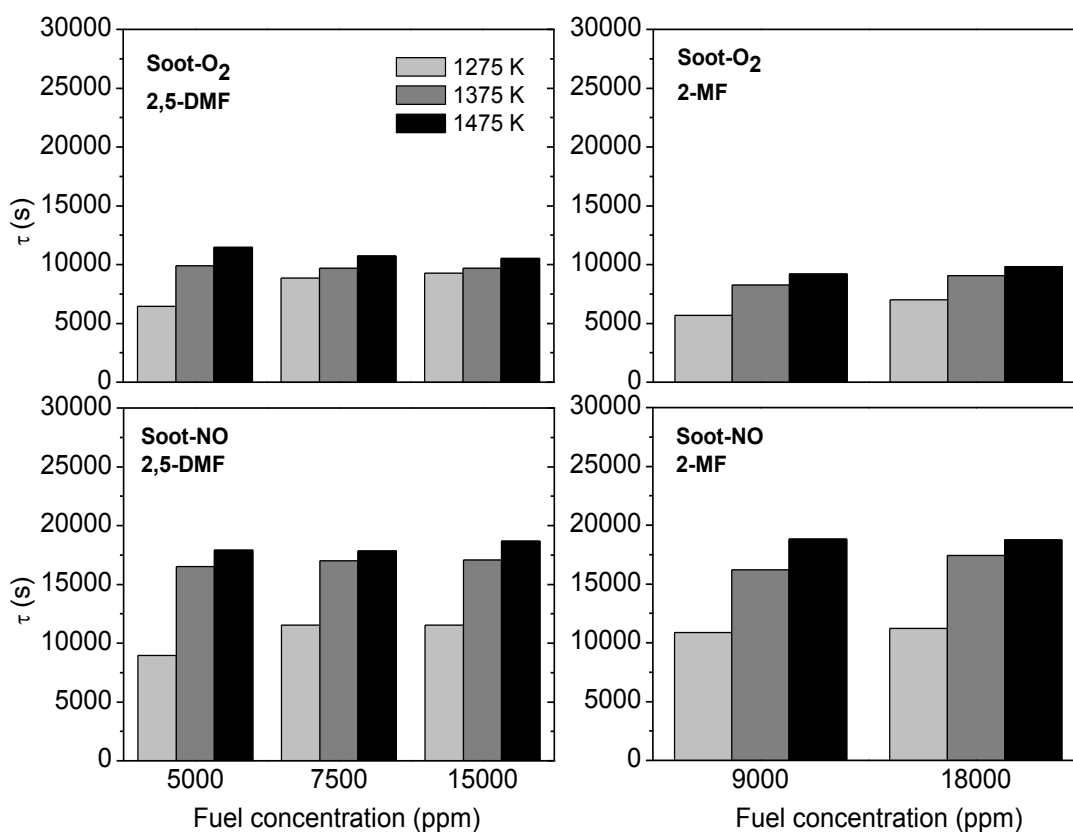 30000
25000
20000
15000
10000
5000
0
τ (s)
Soot-O2
2,5-DMF
1275 K
1375 K
1475 K
30000
25000
20000
15000
10000
5000
0
Soot-O2
2-MF
30000
25000
20000
15000
10000
5000
0
τ (s)
Soot-NO
2,5-DMF
5000 7500 15000
Fuel concentration (ppm)
30000
25000
20000
15000
10000
5000
0
Soot-NO
2-MF
9000 18000
Fuel concentration (ppm)